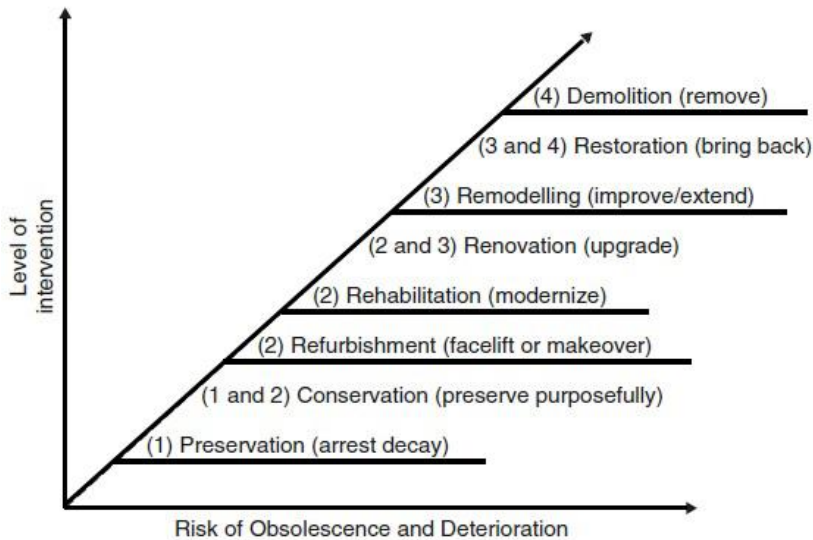 (4) Demolition (remove)
(3 and 4) Restoration (bring back)
(3) Remodelling (improve/extend)
(2 and 3) Renovation (upgrade)
(2) Rehabilitation (modernize)
(2) Refurbishment (facelift or makeover)
(1 and 2) Conservation (preserve purposefully)
(1) Preservation (arrest decay)
Level of
intervention
Risk of Obsolescence and Deterioration